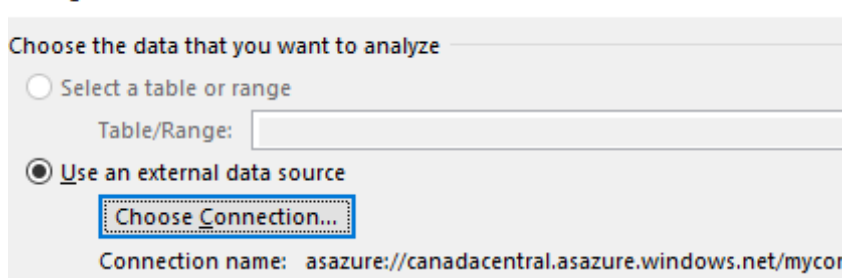 Choose the data that you want to analyze
Select a table or range
Table/Range:
Use an external data source
Choose Connection...
Connection name: asazure://canadacentral.asazure.windows.net/mycor